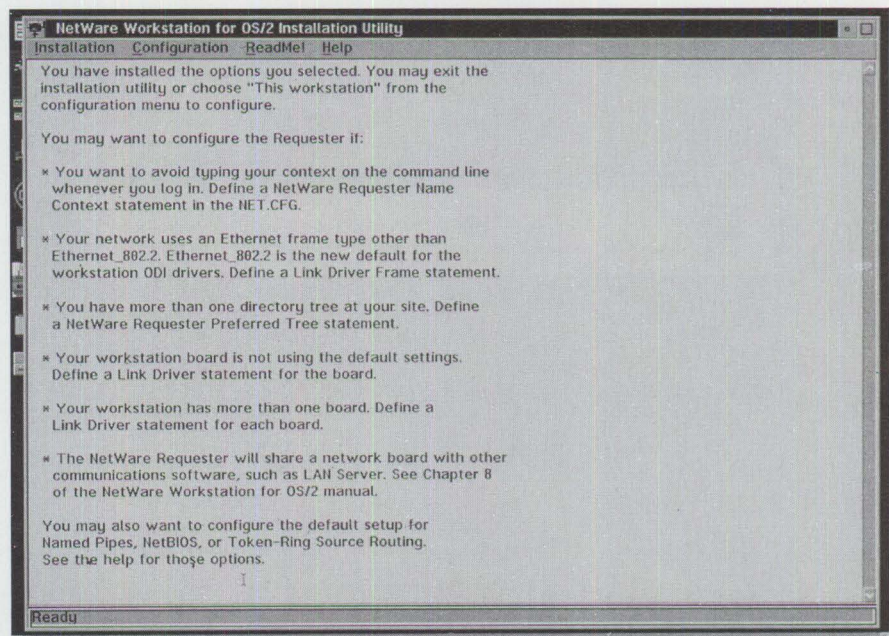 NetWare Workstation for OS/2 Installation Utility
Installation Configuration ReadMe! Help
You have installed the options you selected. You may exit the
installation utility or choose "This workstation" from the
configuration menu to configure.
You may want to configure the Requester if:
* You want to avoid typing your context on the command line
whenever you log in. Define a NetWare Requester Name
Context statement in the NET.CFG.
* Your network uses an Ethernet frame type other than
Ethernet_802.2. Ethernet_802.2 is the new default for the
workstation ODI drivers. Define a Link Driver Frame statement.
* You have more than one directory tree at your site. Define
a NetWare Requester Preferred Tree statement.
* Your workstation board is not using the default settings.
Define a Link Driver statement for the board.
* Your workstation has more than one board. Define a
Link Driver statement for each board.
* The NetWare Requester will share a network board with other
communications software, such as LAN Server. See Chapter 8
of the NetWare Workstation for OS/2 manual.
You may also want to configure the default setup for
Named Pipes, NetBIOS, or Token-Ring Source Routing.
See the help for those options.
Ready